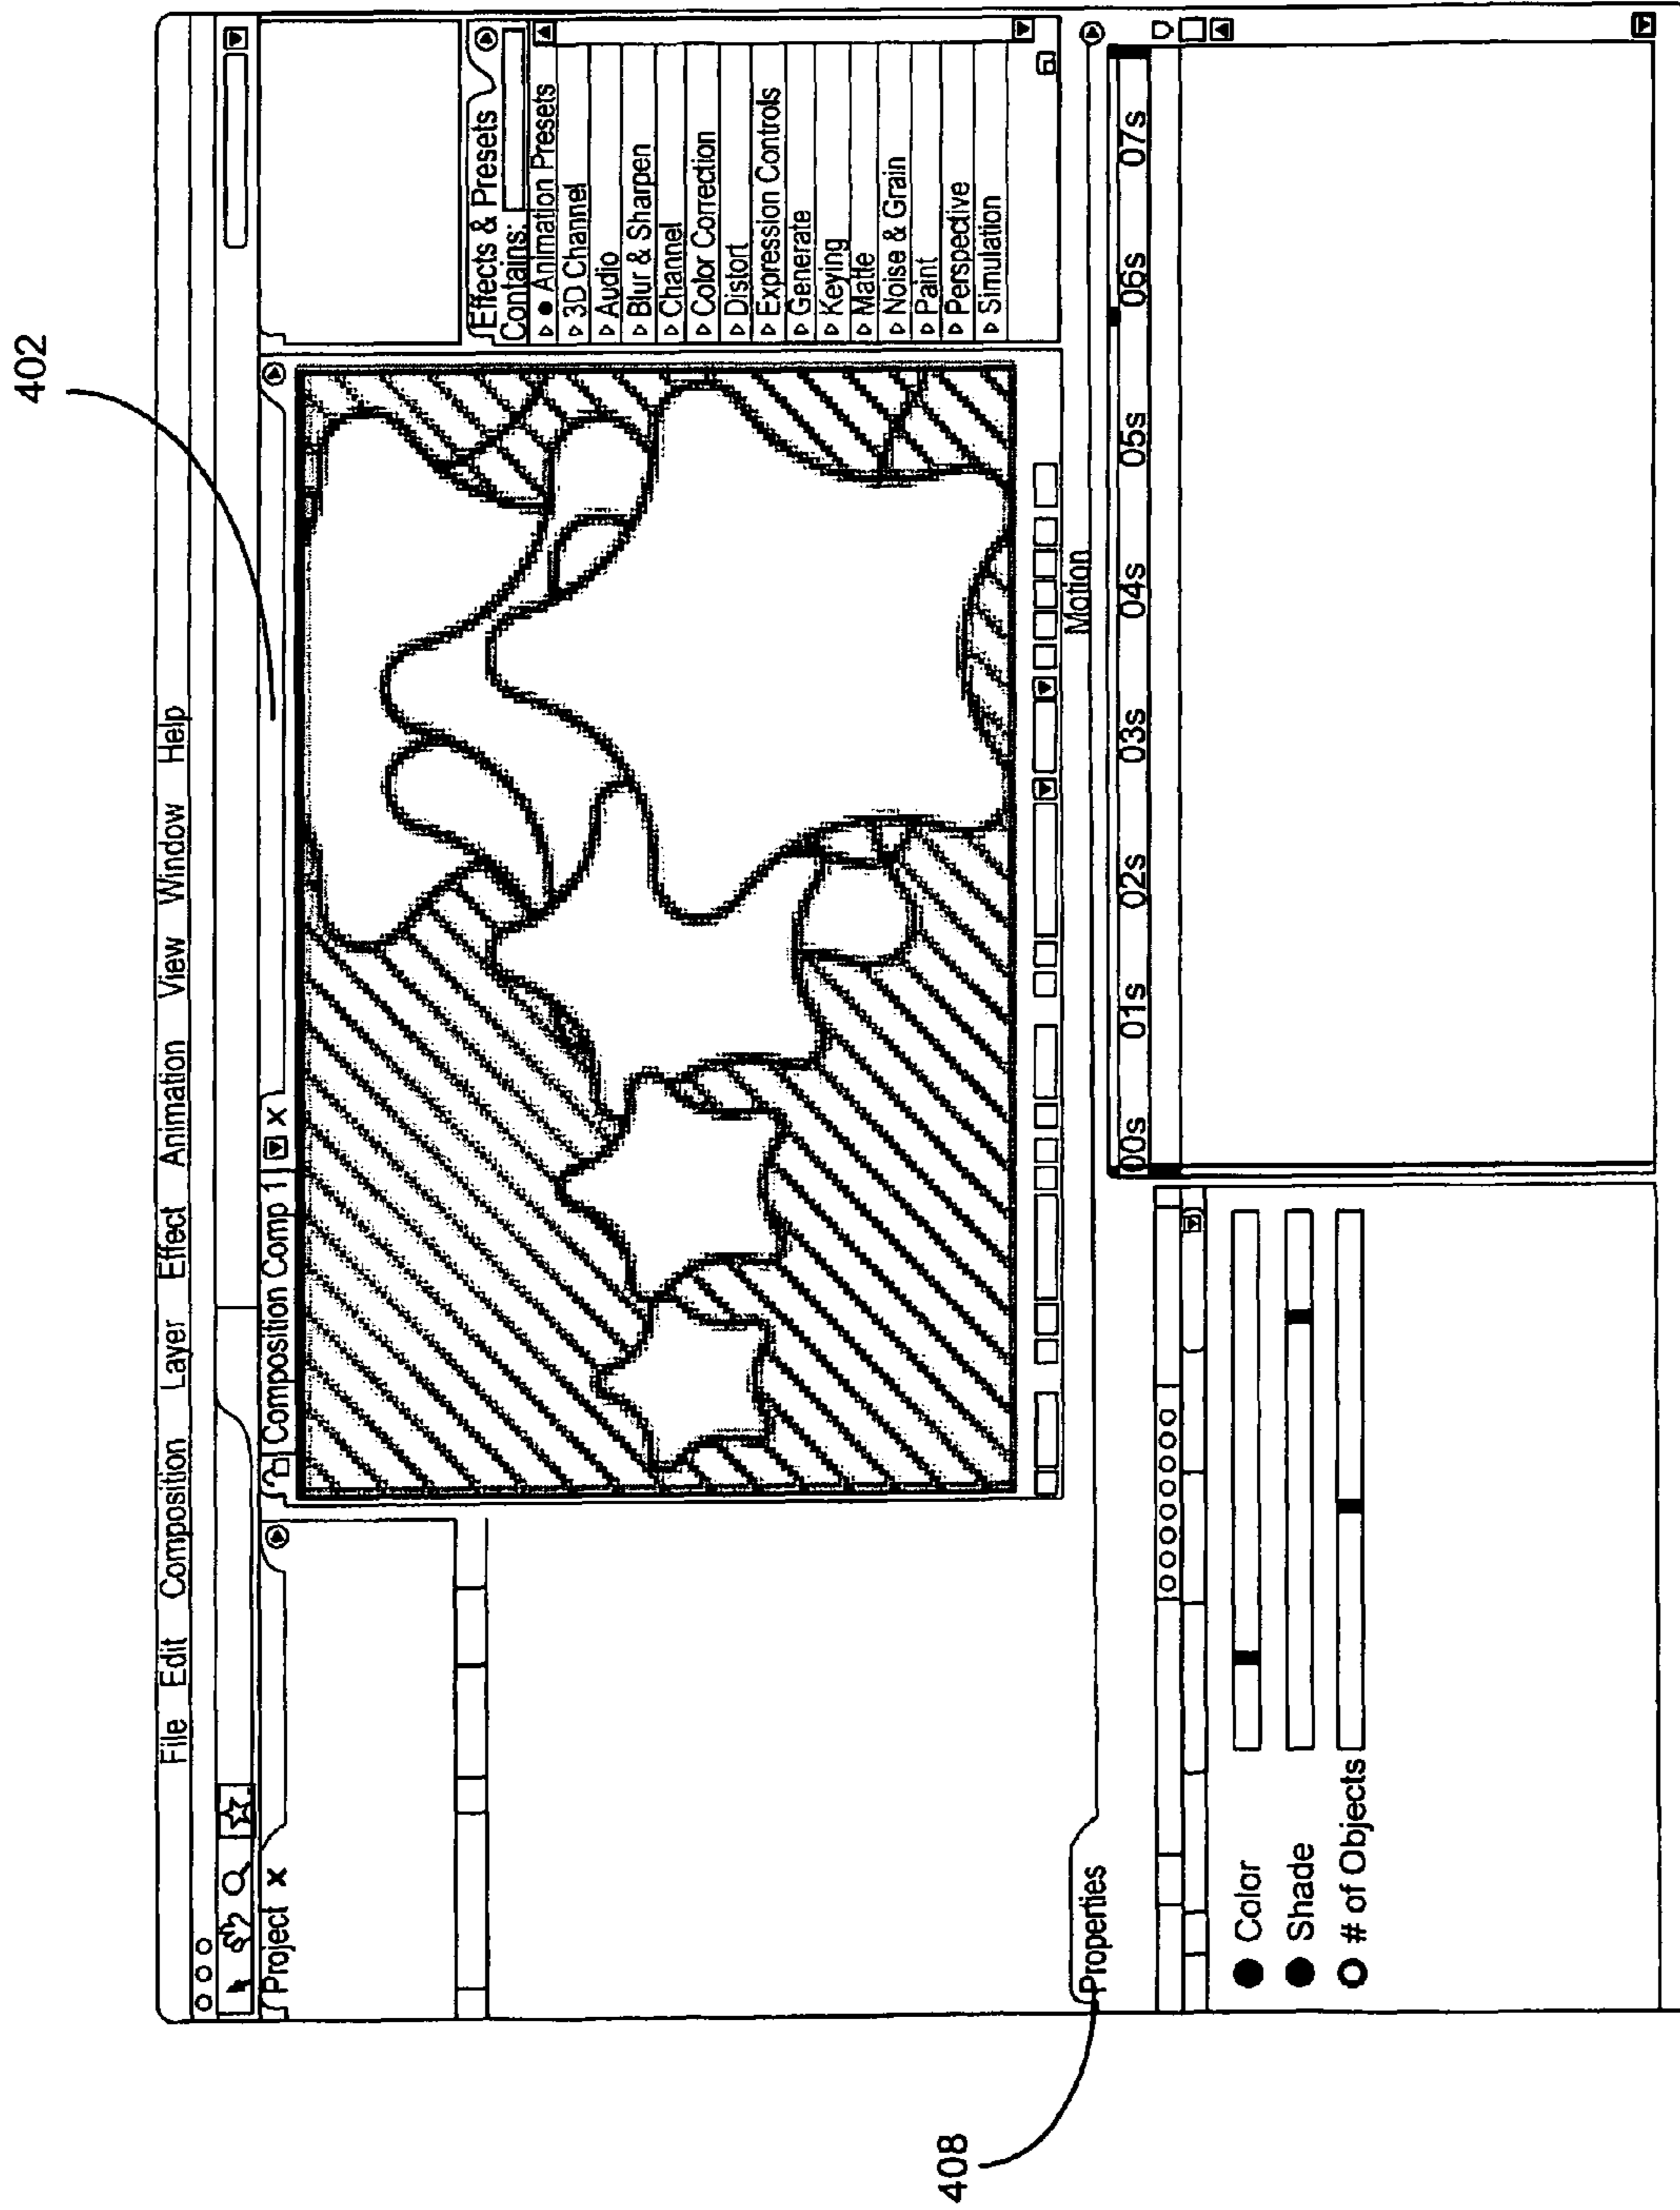 402
File Edit Composition Layer Effect Animation View Window Help
Project x
Composition Comp 1 x
Effects & Presets
Contains:
Animation Presets
3D Channel
Audio
Blur & Sharpen
Channel
Color Correction
Distort
Expression Controls
Generate
Keying
Matte
Noise & Grain
Paint
Perspective
Simulation
408
Properties
Motion
00s 01s 02s 03s 04s 05s 06s 07s
Color
Shade
# of Objects